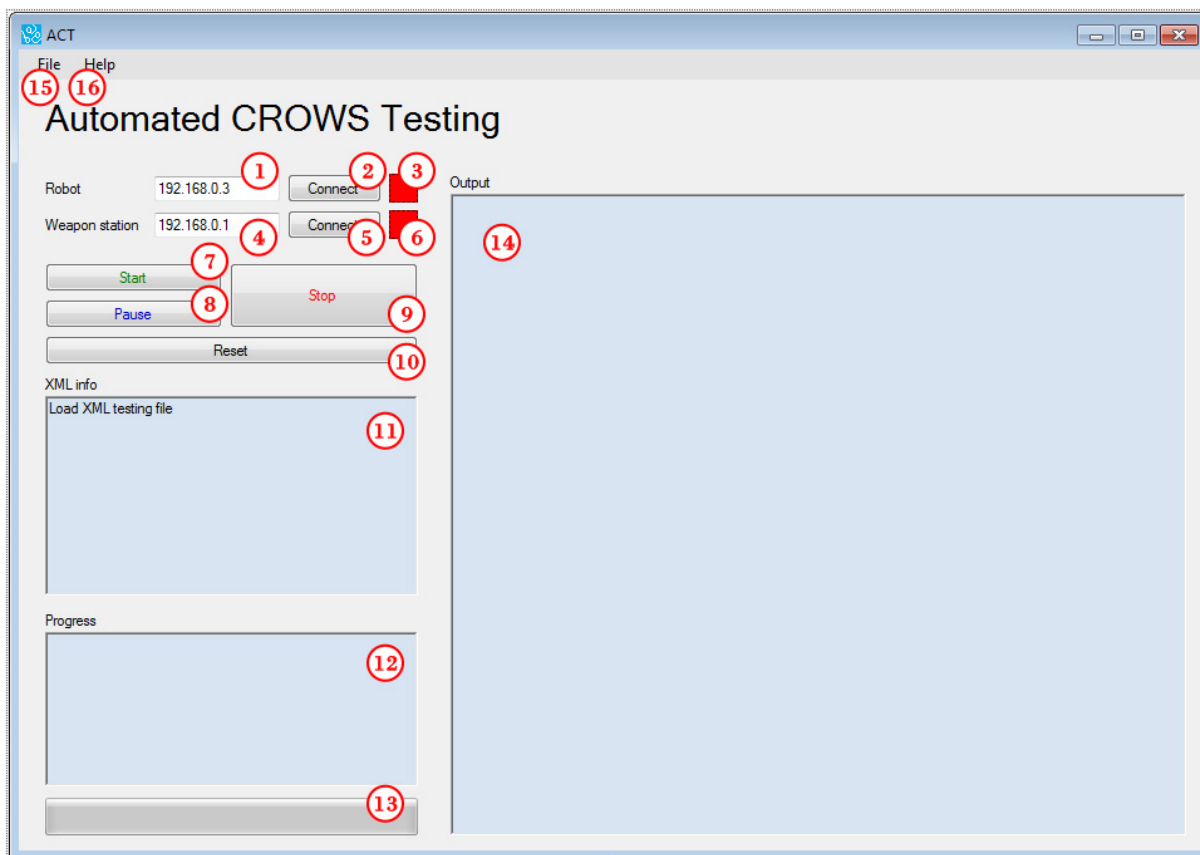 ACT
File Help
15 16
Automated CROWS Testing
1 2 3
Robot 192.168.0.3 Connect Output
Weapon station 192.168.0.1 Connect
4 5 6 14
7
Start
8 Stop
Pause 9
Reset
10
XML info
Load XML testing file
11
Progress
12
13